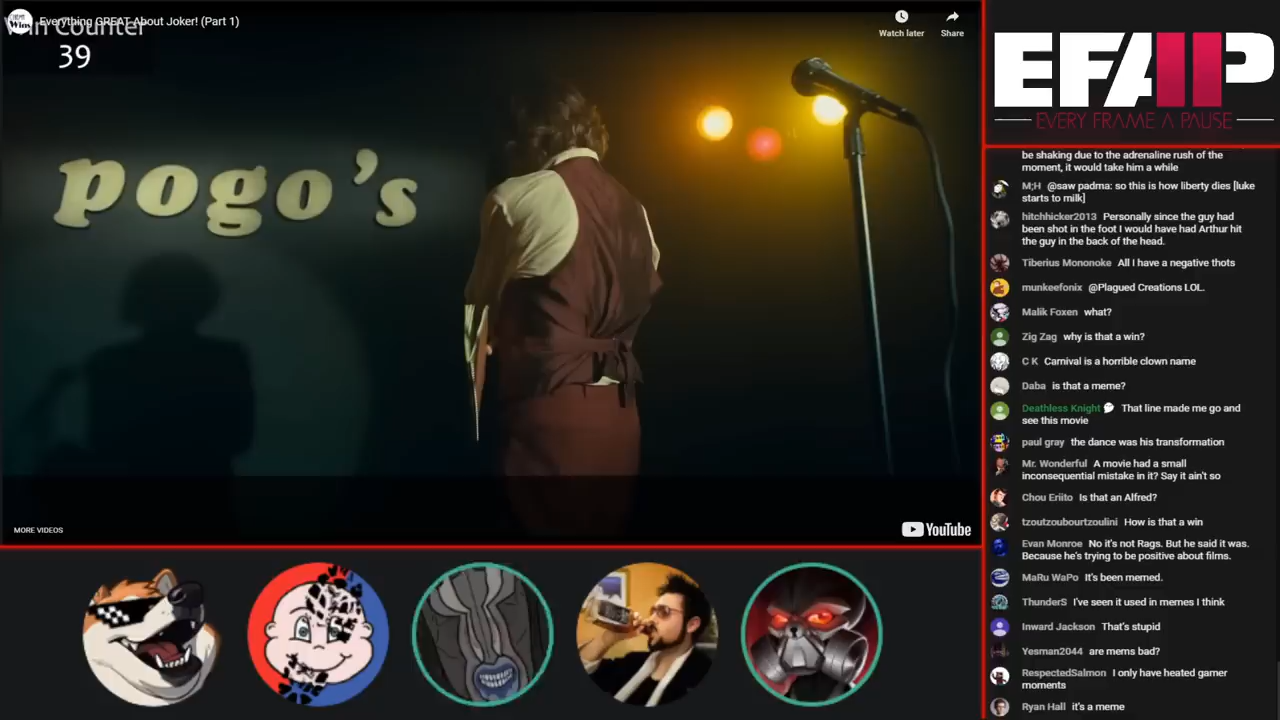 Everything GREAT About Joker! (Part 1)
Win Counter
39
Watch later
Share
pogo's
MORE VIDEOS
YouTube
EFAP
EVERY FRAME A PAUSE
be shaking due to the adrenaline rush of the
moment, it would take him a while
M;H @saw padma: so this is how liberty dies [luke
starts to milk]
hitchhicker2013 Personally since the guy had
been shot in the foot I would have had Arthur hit
the guy in the back of the head.
Tiberius Mononoke All I have a negative thots
munkeefonix @Plagued Creations LOL.
Malik Foxen what?
Zig Zag why is that a win?
C K Carnival is a horrible clown name
Daba is that a meme?
Deathless Knight That line made me go and
see this movie
paul gray the dance was his transformation
Mr. Wonderful A movie had a small
inconsequential mistake in it? Say it ain't so
Chou Eriito Is that an Alfred?
tzoutzoubourtzoulini How is that a win
Evan Monroe No it's not Rags. But he said it was.
Because he's trying to be positive about films.
MaRu WaPo It's been memed.
ThunderS I've seen it used in memes I think
Inward Jackson That's stupid
Yesman2044 are mems bad?
RespectedSalmon I only have heated gamer
moments
Ryan Hall it's a meme